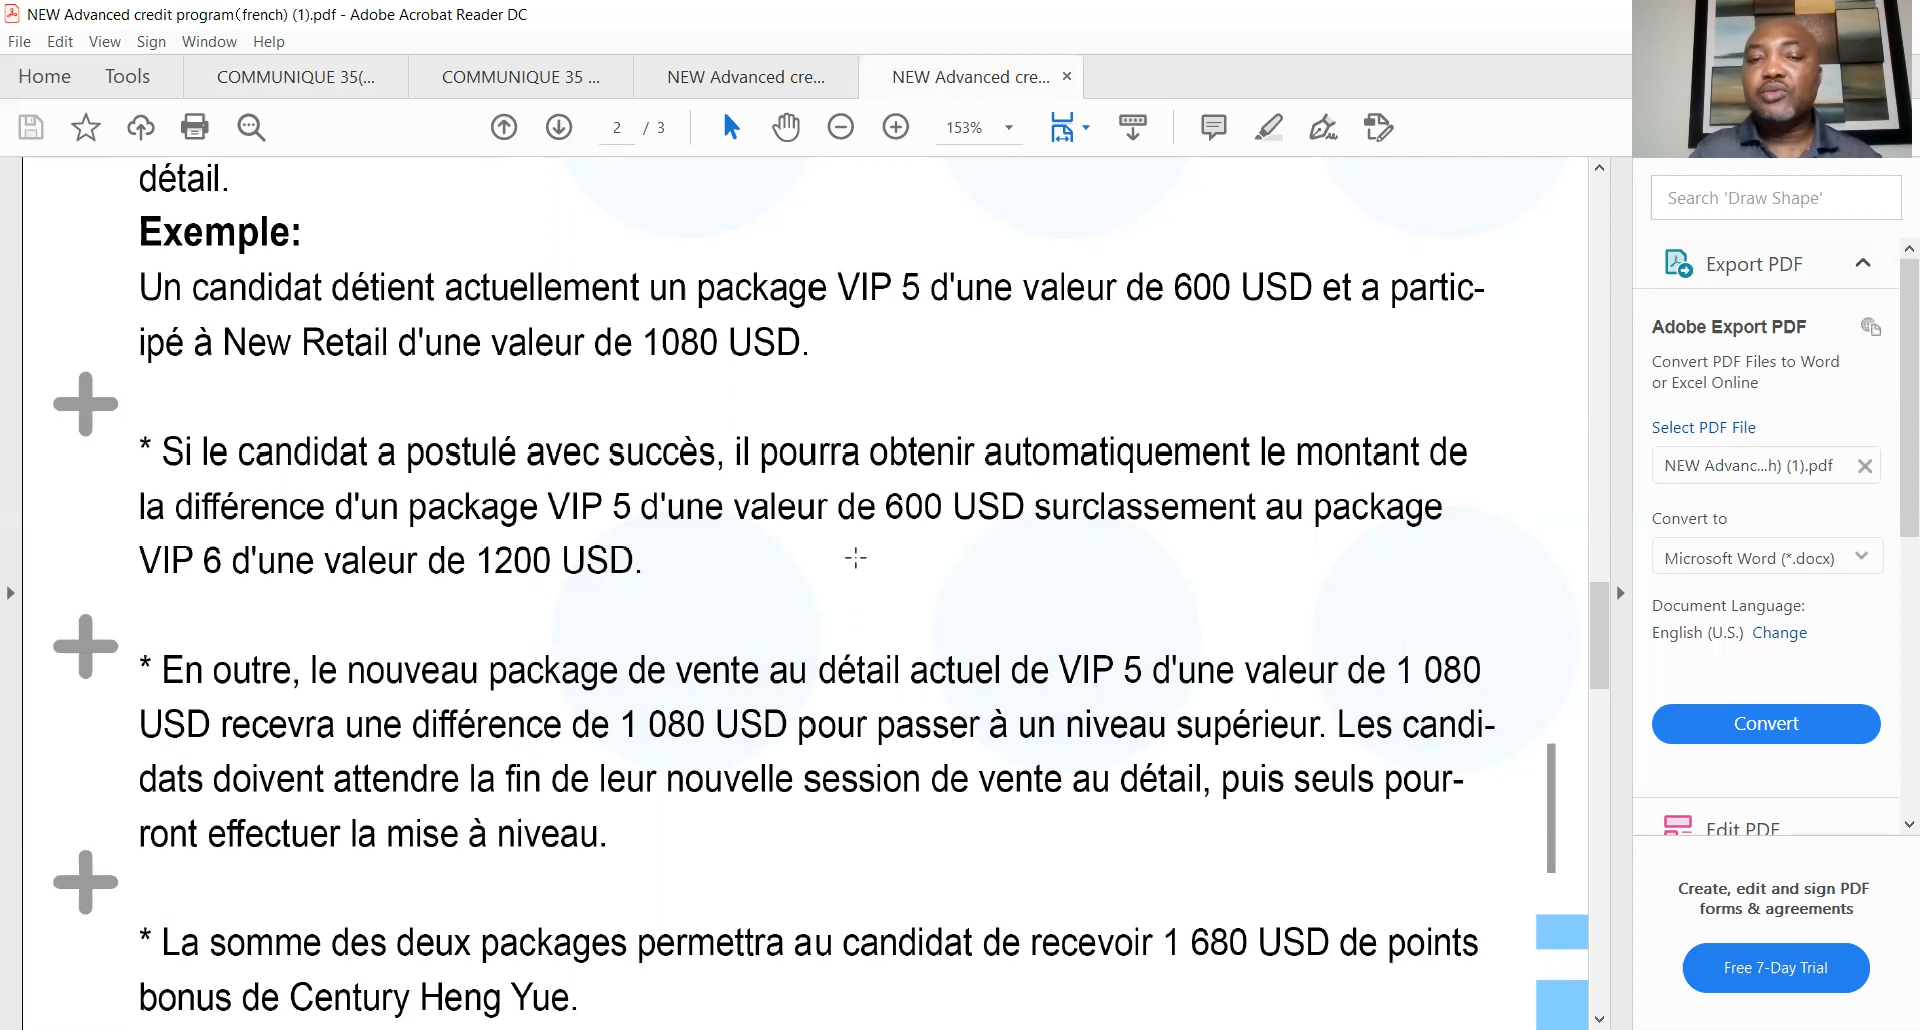 NEW Advanced credit program(french) (1).pdf - Adobe Acrobat Reader DC
File Edit View Sign Window Help
Home Tools COMMUNIQUE 35(... COMMUNIQUE 35 ... NEW Advanced cre... NEW Advanced cre... ×
2 / 3 153%
détail.
Exemple:
Un candidat détient actuellement un package VIP 5 d'une valeur de 600 USD et a partic-
ipé à New Retail d'une valeur de 1080 USD.
* Si le candidat a postulé avec succès, il pourra obtenir automatiquement le montant de
la différence d'un package VIP 5 d'une valeur de 600 USD surclassement au package
VIP 6 d'une valeur de 1200 USD.
* En outre, le nouveau package de vente au détail actuel de VIP 5 d'une valeur de 1 080
USD recevra une différence de 1 080 USD pour passer à un niveau supérieur. Les candi-
dats doivent attendre la fin de leur nouvelle session de vente au détail, puis seuls pour-
ront effectuer la mise à niveau.
* La somme des deux packages permettra au candidat de recevoir 1 680 USD de points
bonus de Century Heng Yue.
Search 'Draw Shape'
Export PDF
Adobe Export PDF
Convert PDF Files to Word
or Excel Online
Select PDF File
NEW Advanc...h) (1).pdf
Convert to
Microsoft Word (*.docx)
Document Language:
English (U.S.) Change
Convert
Edit PDF
Create, edit and sign PDF
forms & agreements
Free 7-Day Trial